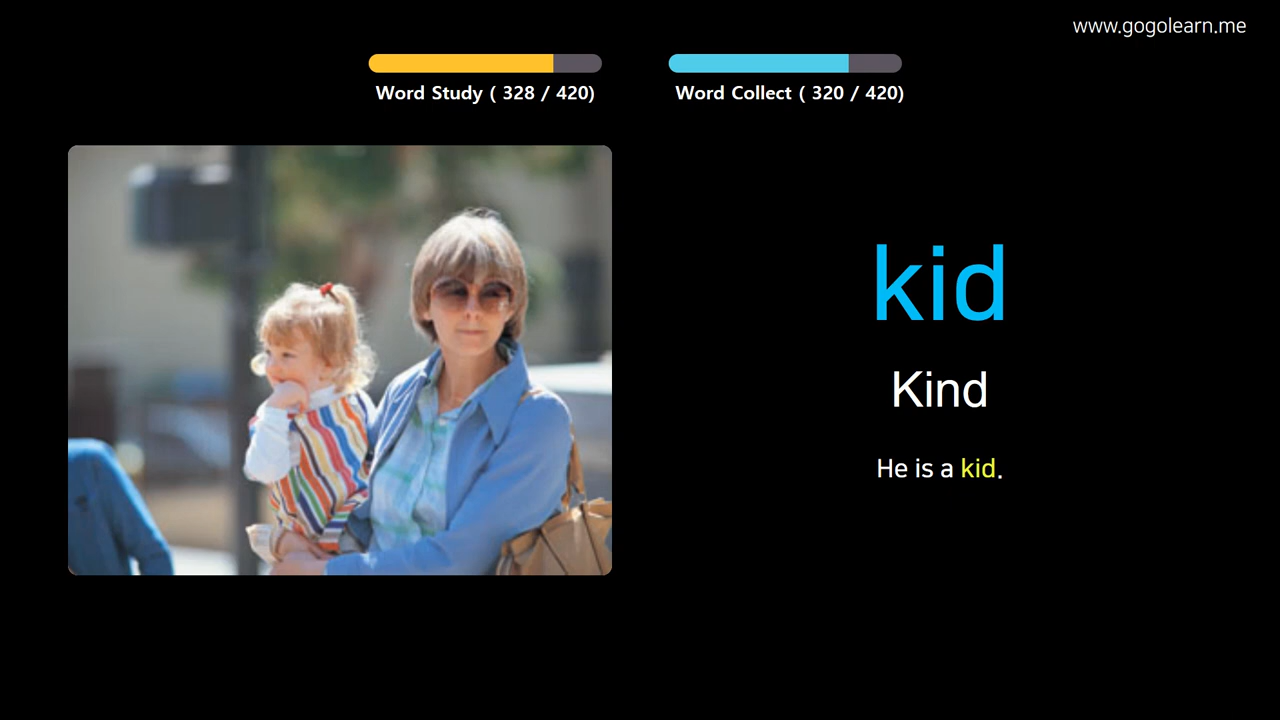 www.gogolearn.me
Word Study ( 328 / 420)
Word Collect ( 320 / 420)
kid
Kind
He is a kid.